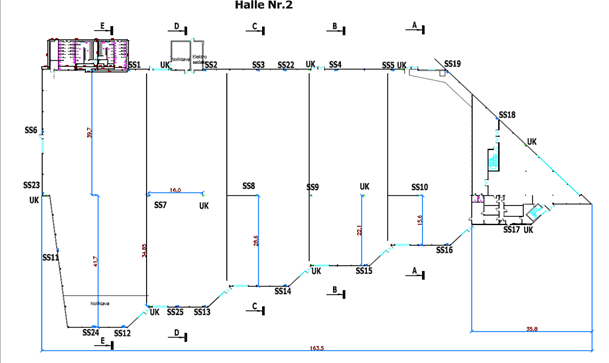 Halle Nr.2
E D C B A
SS1 UK SS2 SS3 SS22 UK SS4 SS5 UK SS19
39,7
SS18
SS6
UK
SS23 16,0 SS8 SS9 UK SS10
UK SS7 UK
34,85 28,6 22,1 15,6
SS17 UK
SS11 41,7 SS16
UK SS15 A
SS14 B
UK SS25 SS13 C
SS24 SS12
E D
35,8
163,5